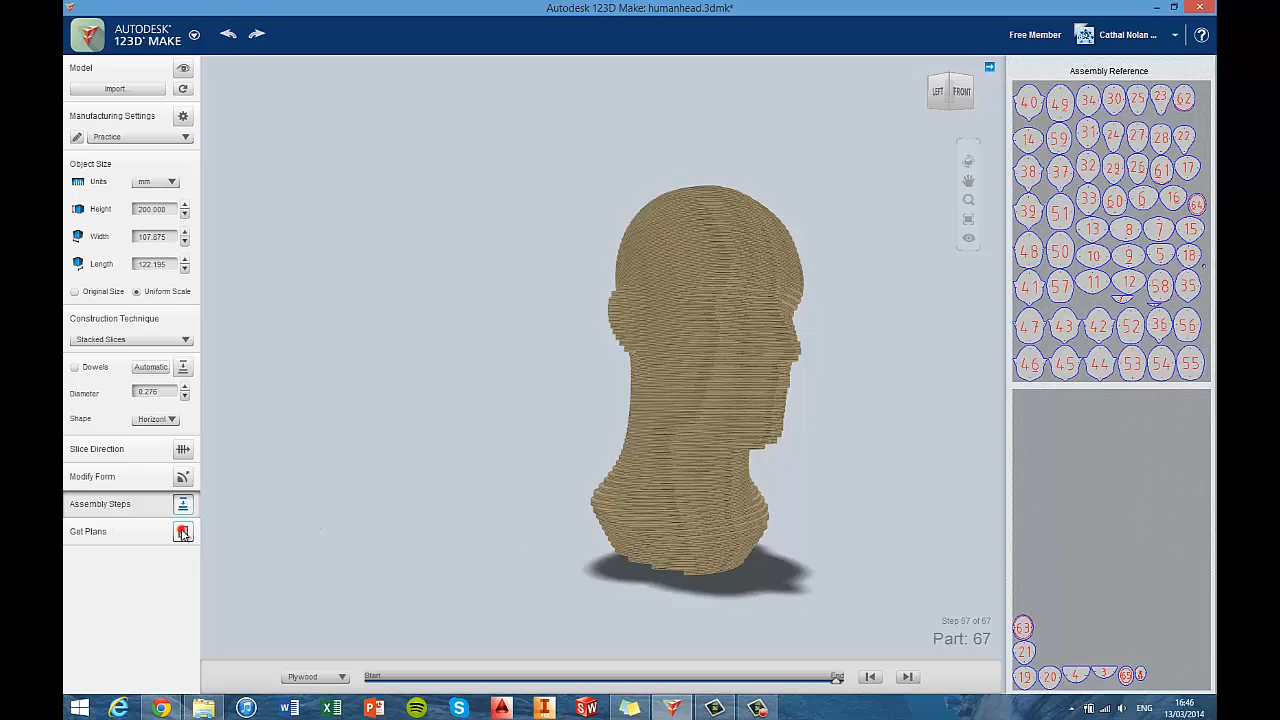 Autodesk 123D Make: humanhead.3dmk*
AUTODESK®
123D® MAKE
Free Member
Cathal Nolan ...
Model
Import...
Manufacturing Settings
Practice
Object Size
Units
mm
Height
200.000
Width
107.875
Length
122.195
Original Size
Uniform Scale
Construction Technique
Stacked Slices
Dowels
Automatic
Diameter
0.276
Shape
Horizont
Slice Direction
Modify Form
Assembly Steps
Get Plans
LEFT
FRONT
Step 67 of 67
Part: 67
Plywood
Start
End
Assembly Reference
40 49 34 30 25 23 62
14 59 31 24 27 28 22
38 37 32 29 26 61 17
39 51 33 60 6 16 64
13 8 7 15
48 50 10 9 5 18
41 57 11 12 58 35
47 43 42 52 36 56
46 45 44 53 54 55
63
21
19 20 4 3 65
ENG
16:46
13/03/2014